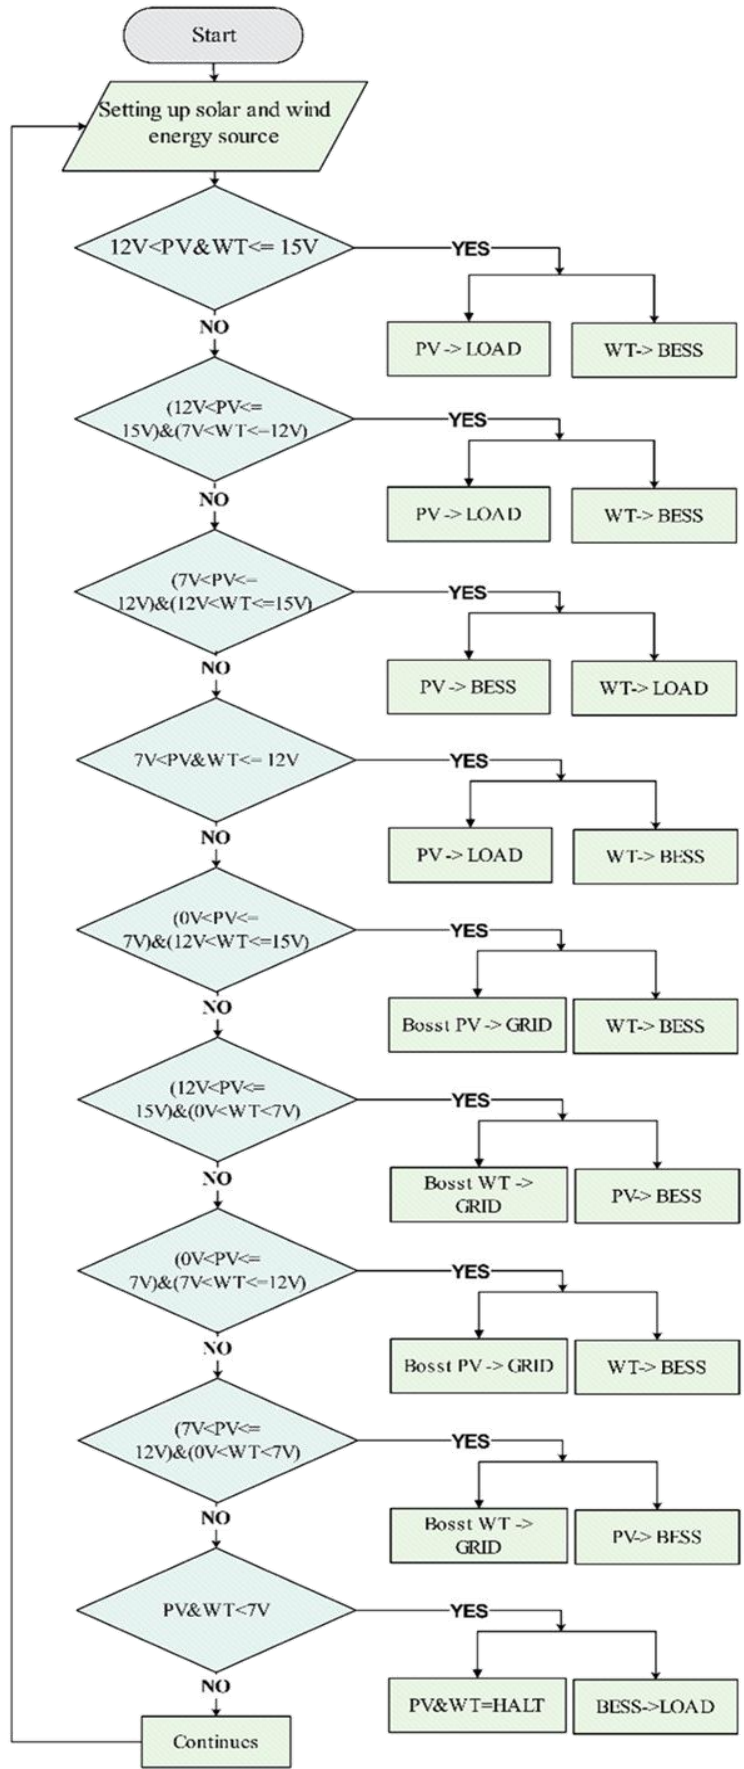 Start
Setting up solar and wind
energy source
12V<PV&WT<= 15V
YES
PV -> LOAD
WT-> BESS
NO
(12V<PV<=
15V)&(7V<WT<=12V)
YES
PV -> LOAD
WT-> BESS
NO
(7V<PV<=
12V)&(12V<WT<=15V)
YES
PV -> BESS
WT-> LOAD
NO
7V<PV&WT<= 12V
YES
PV -> LOAD
WT-> BESS
NO
(0V<PV<=
7V)&(12V<WT<=15V)
YES
Bosst PV -> GRID
WT-> BESS
NO
(12V<PV<=
15V)&(0V<WT<7V)
YES
Bosst WT ->
GRID
PV-> BESS
NO
(0V<PV<=
7V)&(7V<WT<=12V)
YES
Bosst PV -> GRID
WT-> BESS
NO
(7V<PV<=
12V)&(0V<WT<7V)
YES
Bosst WT ->
GRID
PV-> BESS
NO
PV&WT<7V
YES
PV&WT=HALT
BESS->LOAD
NO
Continues